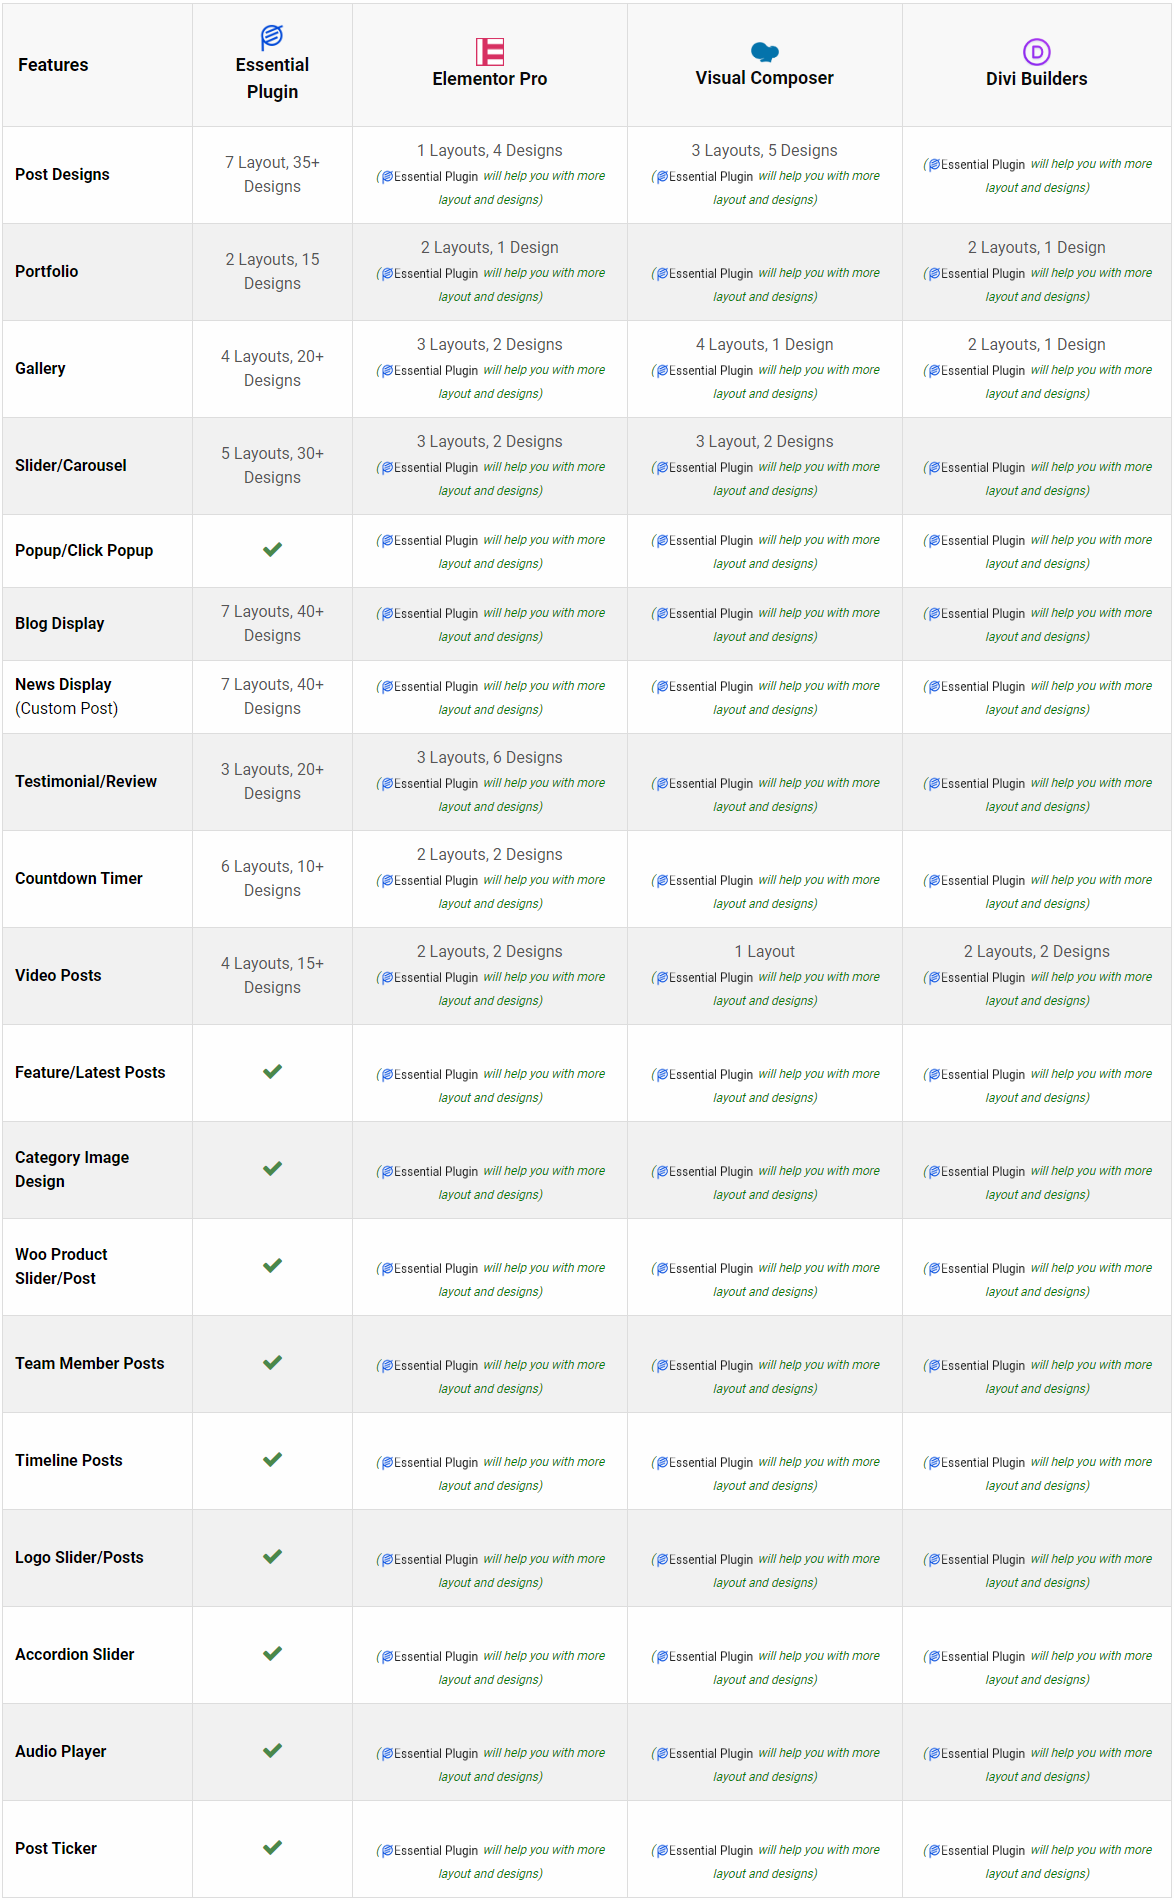 Features
Essential
Plugin
Elementor Pro
Visual Composer
Divi Builders
Post Designs
7 Layout, 35+
Designs
1 Layouts, 4 Designs
(Essential Plugin will help you with more
layout and designs)
3 Layouts, 5 Designs
(Essential Plugin will help you with more
layout and designs)
(Essential Plugin will help you with more
layout and designs)
Portfolio
2 Layouts, 15
Designs
2 Layouts, 1 Design
(Essential Plugin will help you with more
layout and designs)
(Essential Plugin will help you with more
layout and designs)
2 Layouts, 1 Design
(Essential Plugin will help you with more
layout and designs)
Gallery
4 Layouts, 20+
Designs
3 Layouts, 2 Designs
(Essential Plugin will help you with more
layout and designs)
4 Layouts, 1 Design
(Essential Plugin will help you with more
layout and designs)
2 Layouts, 1 Design
(Essential Plugin will help you with more
layout and designs)
Slider/Carousel
5 Layouts, 30+
Designs
3 Layouts, 2 Designs
(Essential Plugin will help you with more
layout and designs)
3 Layout, 2 Designs
(Essential Plugin will help you with more
layout and designs)
(Essential Plugin will help you with more
layout and designs)
Popup/Click Popup
(Essential Plugin will help you with more
layout and designs)
(Essential Plugin will help you with more
layout and designs)
(Essential Plugin will help you with more
layout and designs)
Blog Display
7 Layouts, 40+
Designs
(Essential Plugin will help you with more
layout and designs)
(Essential Plugin will help you with more
layout and designs)
(Essential Plugin will help you with more
layout and designs)
News Display
(Custom Post)
7 Layouts, 40+
Designs
(Essential Plugin will help you with more
layout and designs)
(Essential Plugin will help you with more
layout and designs)
(Essential Plugin will help you with more
layout and designs)
Testimonial/Review
3 Layouts, 20+
Designs
3 Layouts, 6 Designs
(Essential Plugin will help you with more
layout and designs)
(Essential Plugin will help you with more
layout and designs)
(Essential Plugin will help you with more
layout and designs)
Countdown Timer
6 Layouts, 10+
Designs
2 Layouts, 2 Designs
(Essential Plugin will help you with more
layout and designs)
(Essential Plugin will help you with more
layout and designs)
(Essential Plugin will help you with more
layout and designs)
Video Posts
4 Layouts, 15+
Designs
2 Layouts, 2 Designs
(Essential Plugin will help you with more
layout and designs)
1 Layout
(Essential Plugin will help you with more
layout and designs)
2 Layouts, 2 Designs
(Essential Plugin will help you with more
layout and designs)
Feature/Latest Posts
(Essential Plugin will help you with more
layout and designs)
(Essential Plugin will help you with more
layout and designs)
(Essential Plugin will help you with more
layout and designs)
Category Image
Design
(Essential Plugin will help you with more
layout and designs)
(Essential Plugin will help you with more
layout and designs)
(Essential Plugin will help you with more
layout and designs)
Woo Product
Slider/Post
(Essential Plugin will help you with more
layout and designs)
(Essential Plugin will help you with more
layout and designs)
(Essential Plugin will help you with more
layout and designs)
Team Member Posts
(Essential Plugin will help you with more
layout and designs)
(Essential Plugin will help you with more
layout and designs)
(Essential Plugin will help you with more
layout and designs)
Timeline Posts
(Essential Plugin will help you with more
layout and designs)
(Essential Plugin will help you with more
layout and designs)
(Essential Plugin will help you with more
layout and designs)
Logo Slider/Posts
(Essential Plugin will help you with more
layout and designs)
(Essential Plugin will help you with more
layout and designs)
(Essential Plugin will help you with more
layout and designs)
Accordion Slider
(Essential Plugin will help you with more
layout and designs)
(Essential Plugin will help you with more
layout and designs)
(Essential Plugin will help you with more
layout and designs)
Audio Player
(Essential Plugin will help you with more
layout and designs)
(Essential Plugin will help you with more
layout and designs)
(Essential Plugin will help you with more
layout and designs)
Post Ticker
(Essential Plugin will help you with more
layout and designs)
(Essential Plugin will help you with more
layout and designs)
(Essential Plugin will help you with more
layout and designs)